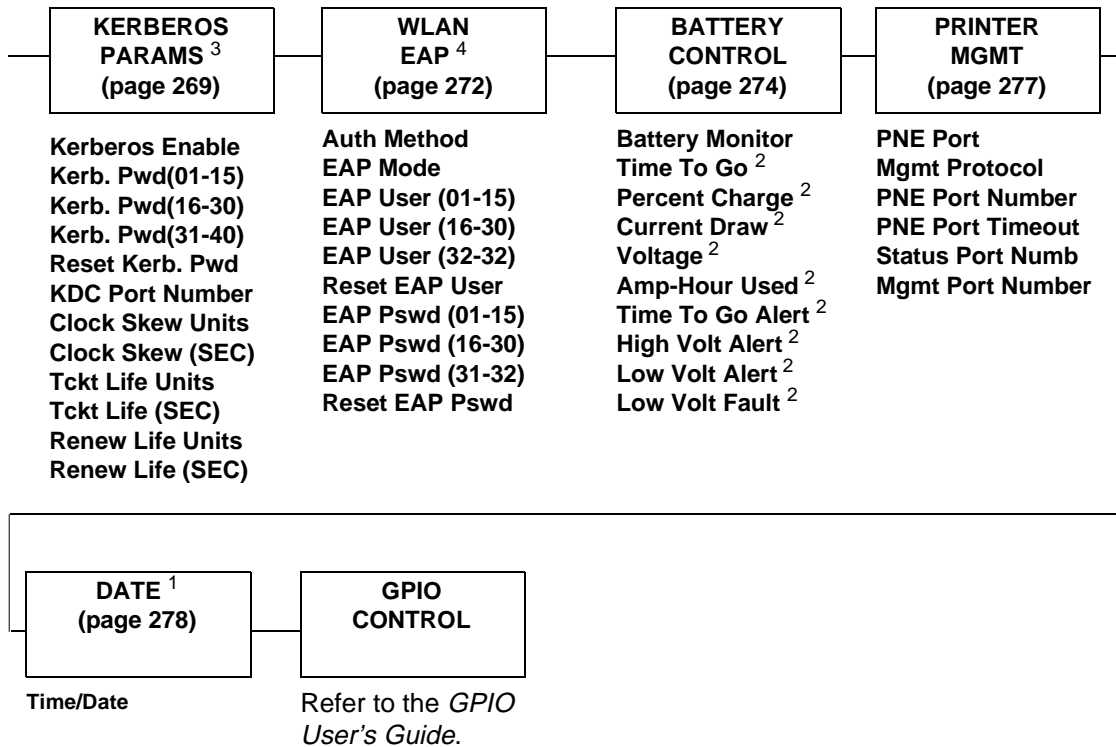 KERBEROS
PARAMS 3
(page 269)
Kerberos Enable
Kerb. Pwd(01-15)
Kerb. Pwd(16-30)
Kerb. Pwd(31-40)
Reset Kerb. Pwd
KDC Port Number
Clock Skew Units
Clock Skew (SEC)
Tckt Life Units
Tckt Life (SEC)
Renew Life Units
Renew Life (SEC)
WLAN
EAP 4
(page 272)
Auth Method
EAP Mode
EAP User (01-15)
EAP User (16-30)
EAP User (32-32)
Reset EAP User
EAP Pswd (01-15)
EAP Pswd (16-30)
EAP Pswd (31-32)
Reset EAP Pswd
BATTERY
CONTROL
(page 274)
Battery Monitor
Time To Go 2
Percent Charge 2
Current Draw 2
Voltage 2
Amp-Hour Used 2
Time To Go Alert 2
High Volt Alert 2
Low Volt Alert 2
Low Volt Fault 2
PRINTER
MGMT
(page 277)
PNE Port
Mgmt Protocol
PNE Port Number
PNE Port Timeout
Status Port Numb
Mgmt Port Number
DATE 1
(page 278)
Time/Date
GPIO
CONTROL
Refer to the GPIO
User's Guide.